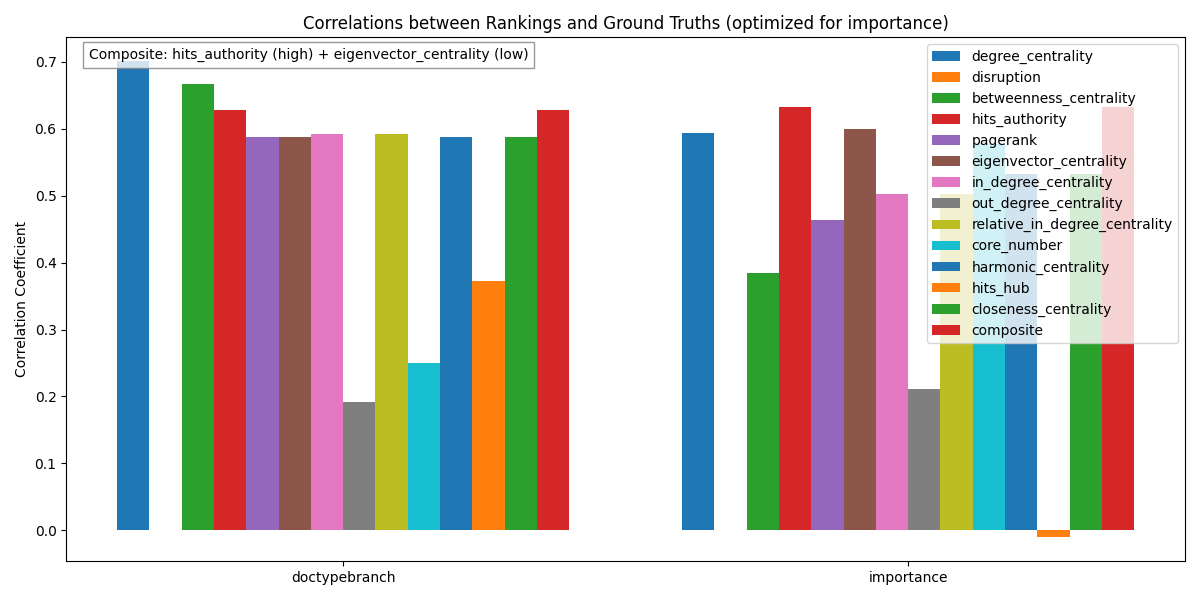 Correlations between Rankings and Ground Truths (optimized for importance)
Composite: hits_authority (high) + eigenvector_centrality (low)
degree_centrality
disruption
betweenness_centrality
hits_authority
pagerank
eigenvector_centrality
in_degree_centrality
out_degree_centrality
relative_in_degree_centrality
core_number
harmonic_centrality
hits_hub
closeness_centrality
composite
Correlation Coefficient
0.7
0.6
0.5
0.4
0.3
0.2
0.1
0.0
doctypebranch
importance